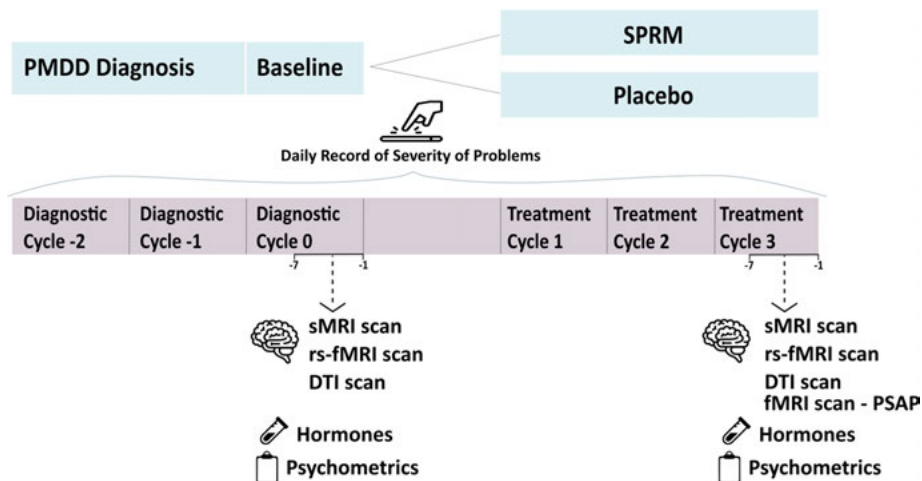 SPRM
PMDD Diagnosis
Baseline
Placebo
Daily Record of Severity of Problems
Diagnostic
Cycle -2
Diagnostic
Cycle -1
Diagnostic
Cycle 0
Treatment
Cycle 1
Treatment
Cycle 2
Treatment
Cycle 3
-7
-1
-7
-1
sMRI scan
rs-fMRI scan
DTI scan
Hormones
Psychometrics
sMRI scan
rs-fMRI scan
DTI scan
fMRI scan - PSAP
Hormones
Psychometrics